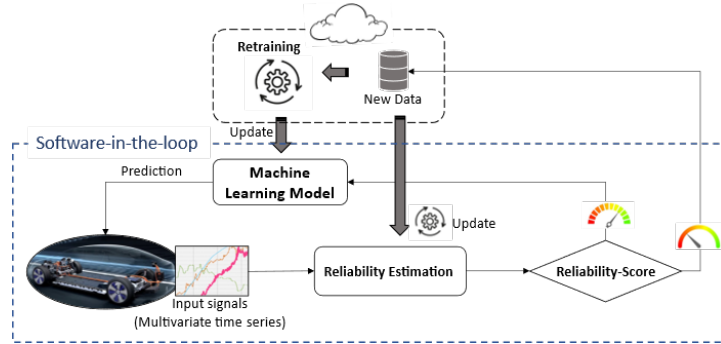 Retraining
New Data
Update
Software-in-the-loop
Prediction
Machine
Learning Model
Update
Reliability Estimation
Reliability-Score
Input signals
(Multivariate time series)